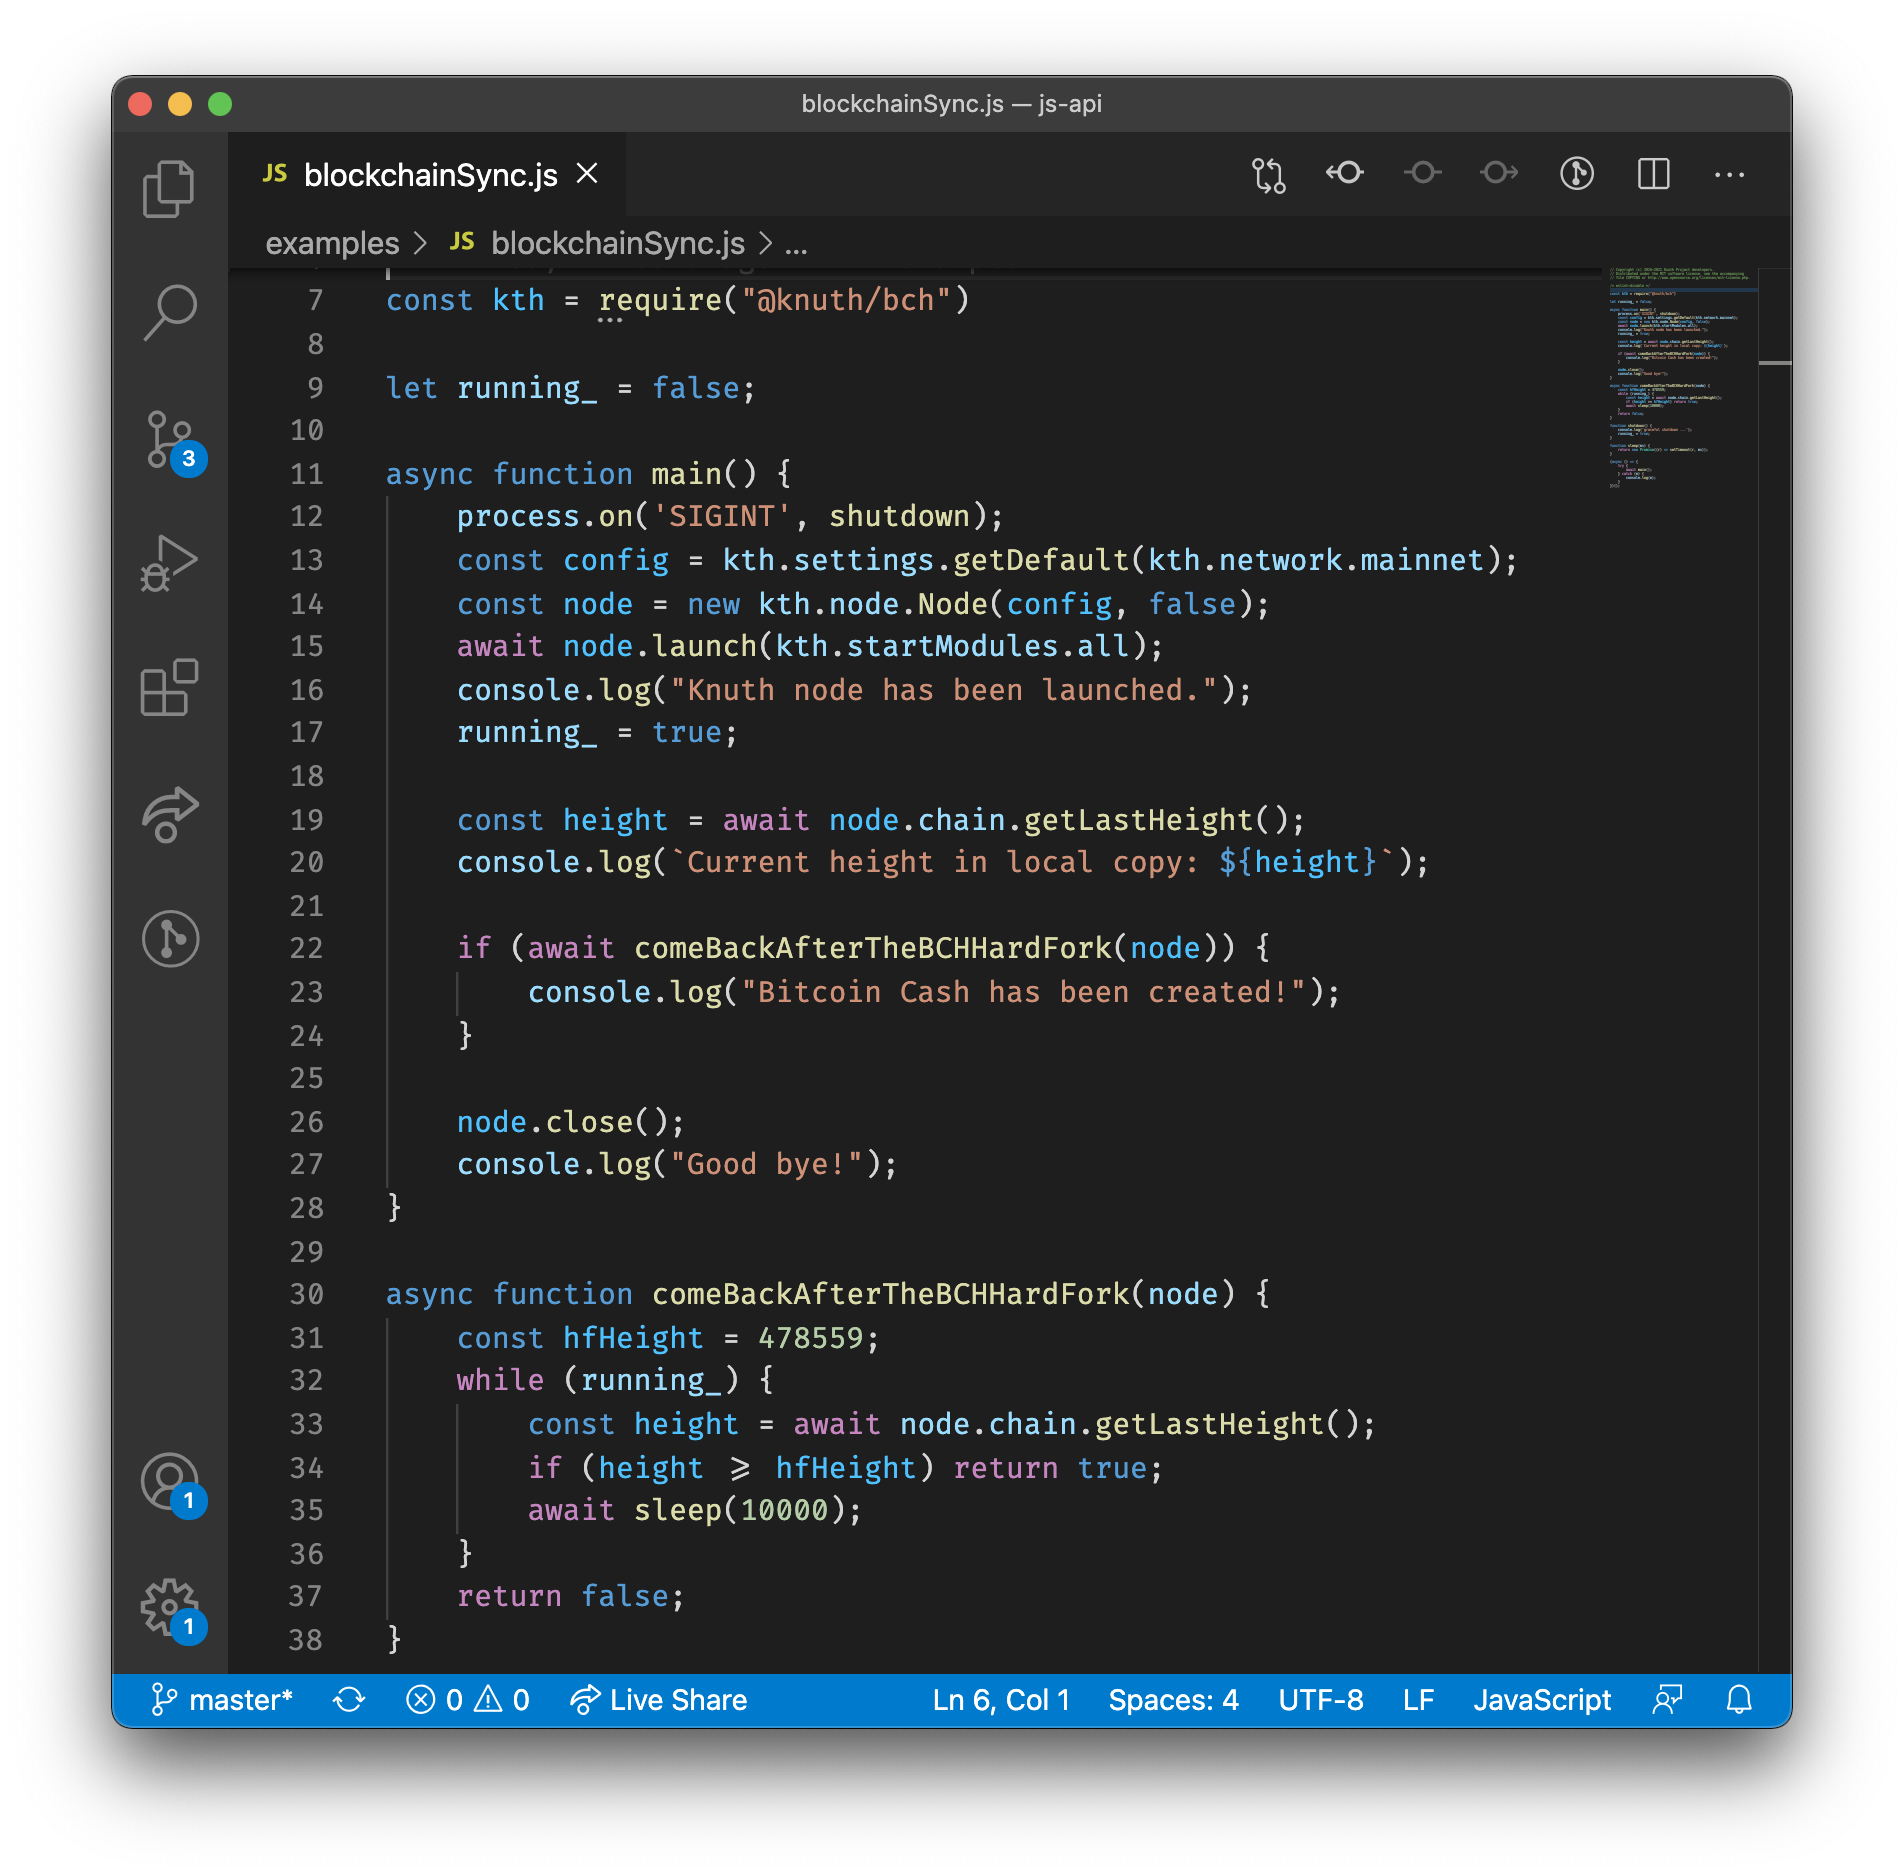 blockchainSync.js — js-api
JS blockchainSync.js
examples > JS blockchainSync.js > ...
7 const kth = require("@knuth/bch")
8
9 let running_ = false;
10
11 async function main() {
12 process.on('SIGINT', shutdown);
13 const config = kth.settings.getDefault(kth.network.mainnet);
14 const node = new kth.node.Node(config, false);
15 await node.launch(kth.startModules.all);
16 console.log("Knuth node has been launched.");
17 running_ = true;
18
19 const height = await node.chain.getLastHeight();
20 console.log(`Current height in local copy: ${height}`);
21
22 if (await comeBackAfterTheBCHHardFork(node)) {
23 console.log("Bitcoin Cash has been created!");
24 }
25
26 node.close();
27 console.log("Good bye!");
28 }
29
30 async function comeBackAfterTheBCHHardFork(node) {
31 const hfHeight = 478559;
32 while (running_) {
33 const height = await node.chain.getLastHeight();
34 if (height ⩾ hfHeight) return true;
35 await sleep(10000);
36 }
37 return false;
38 }
3
1
1
master* 0 0 Live Share Ln 6, Col 1 Spaces: 4 UTF-8 LF JavaScript